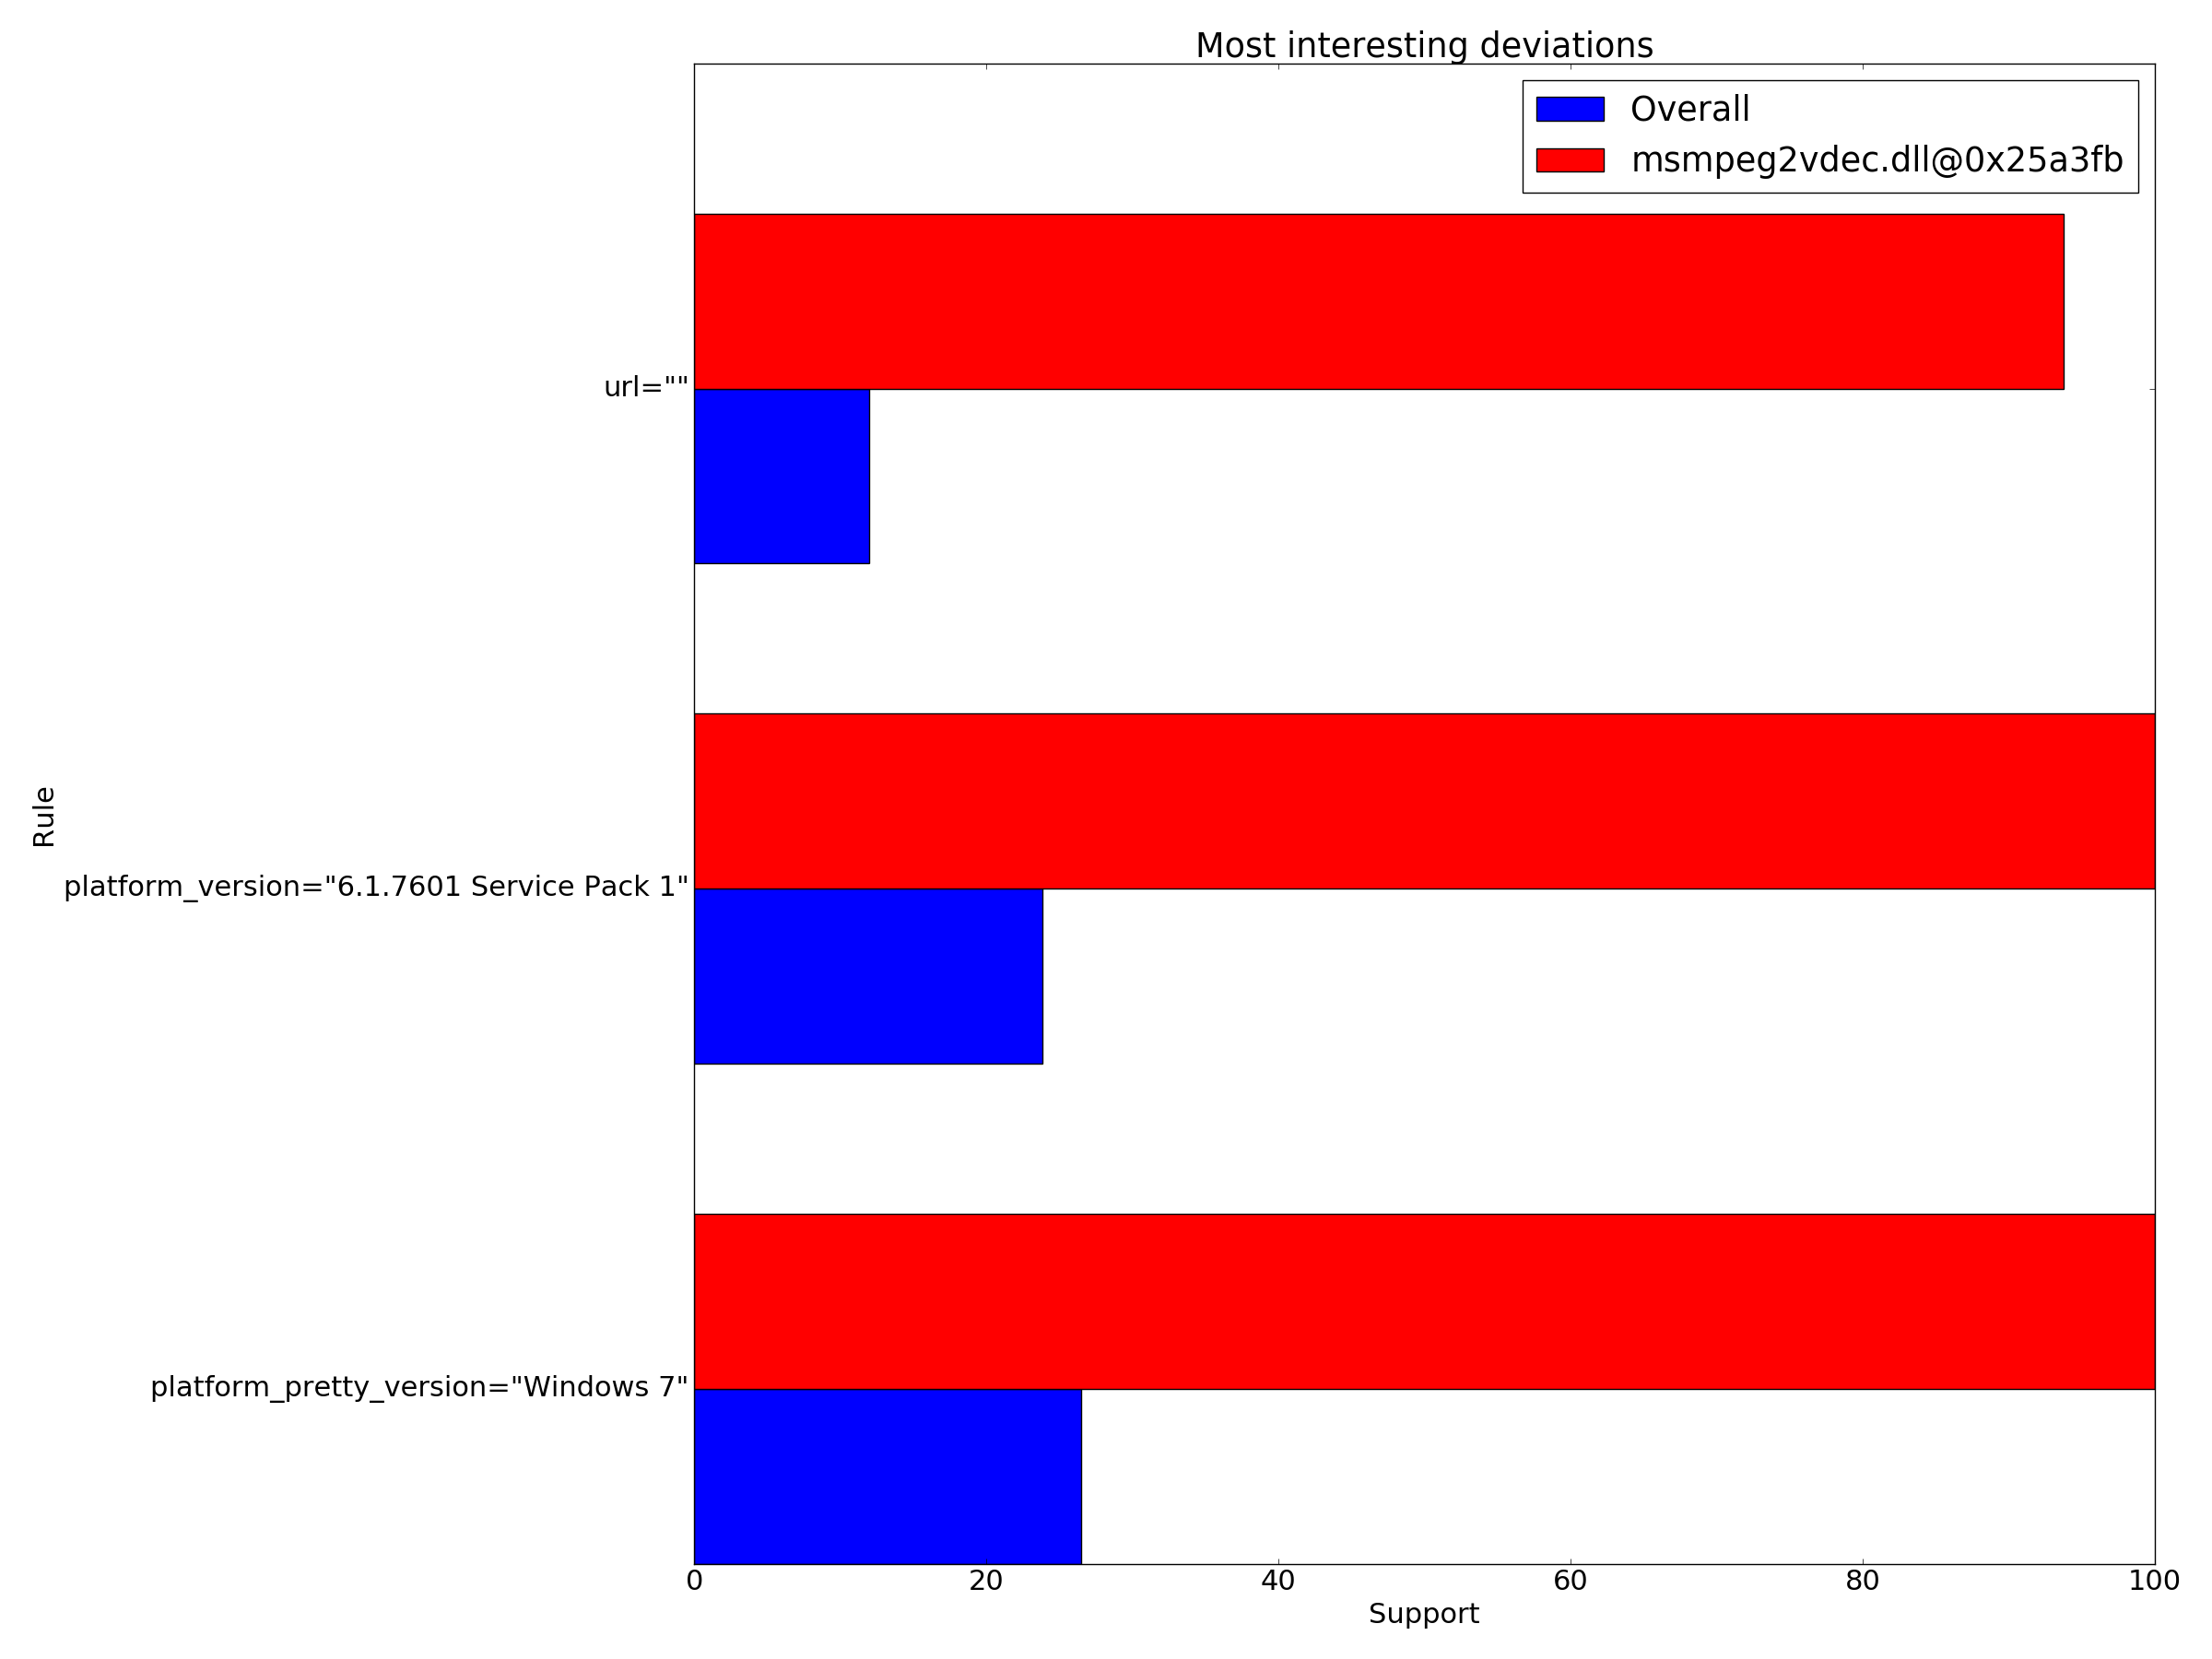 Most interesting deviations
Overall
msmpeg2vdec.dll@0x25a3fb
url=""
Rule
platform_version="6.1.7601 Service Pack 1"
platform_pretty_version="Windows 7"
0 20 40 60 80 100
Support